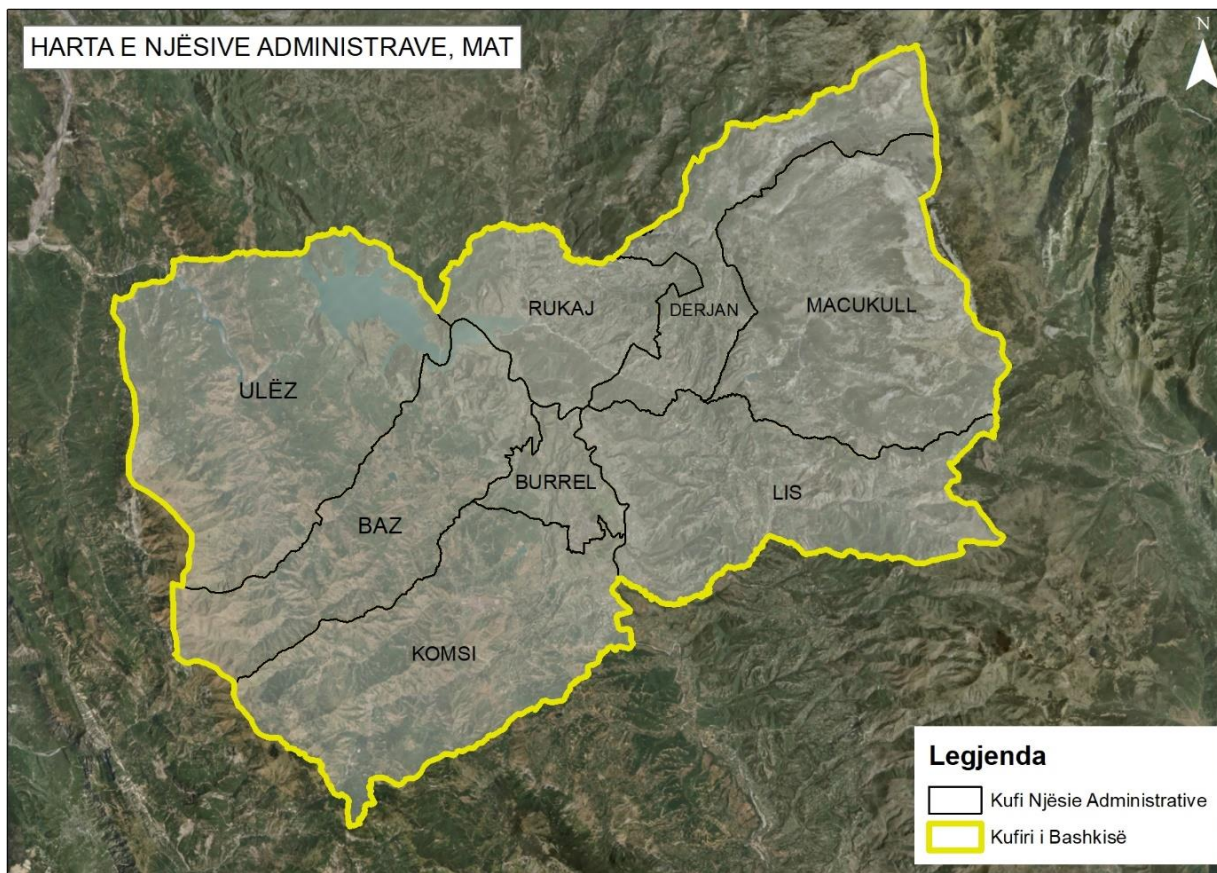 HARTA E NJËSIVE ADMINISTRAVE, MAT
N
RUKAJ
DERJAN
MACUKULL
ULËZ
BURREL
LIS
BAZ
KOMSI
Legjenda
Kufi Njësie Administrative
Kufiri i Bashkisë